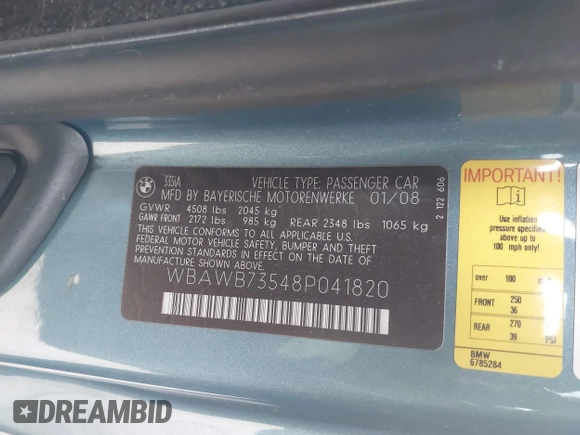 BMW
335iA
VEHICLE TYPE: PASSENGER CAR
MFD BY BAYERISCHE MOTORENWERKE 01/08
GVWR 4508 lbs 2045 kg
GAWR FRONT 2172 lbs 985 kg REAR 2348 lbs 1065 kg
THIS VEHICLE CONFORMS TO ALL APPLICABLE
FEDERAL MOTOR VEHICLE SAFETY, BUMPER AND THEFT
PREVENTION STANDARDS IN EFFECT ON THE DATE OF
MANUFACTURE SHOWN ABOVE.
WBAWB73548P041820
2 122 606
IMPORTANT!
Use inflation
pressures
specified
(above up to
100 mph only!)
over 100
FRONT 250
36
REAR 270
39 PSI
BMW
6785284
DREAMBID